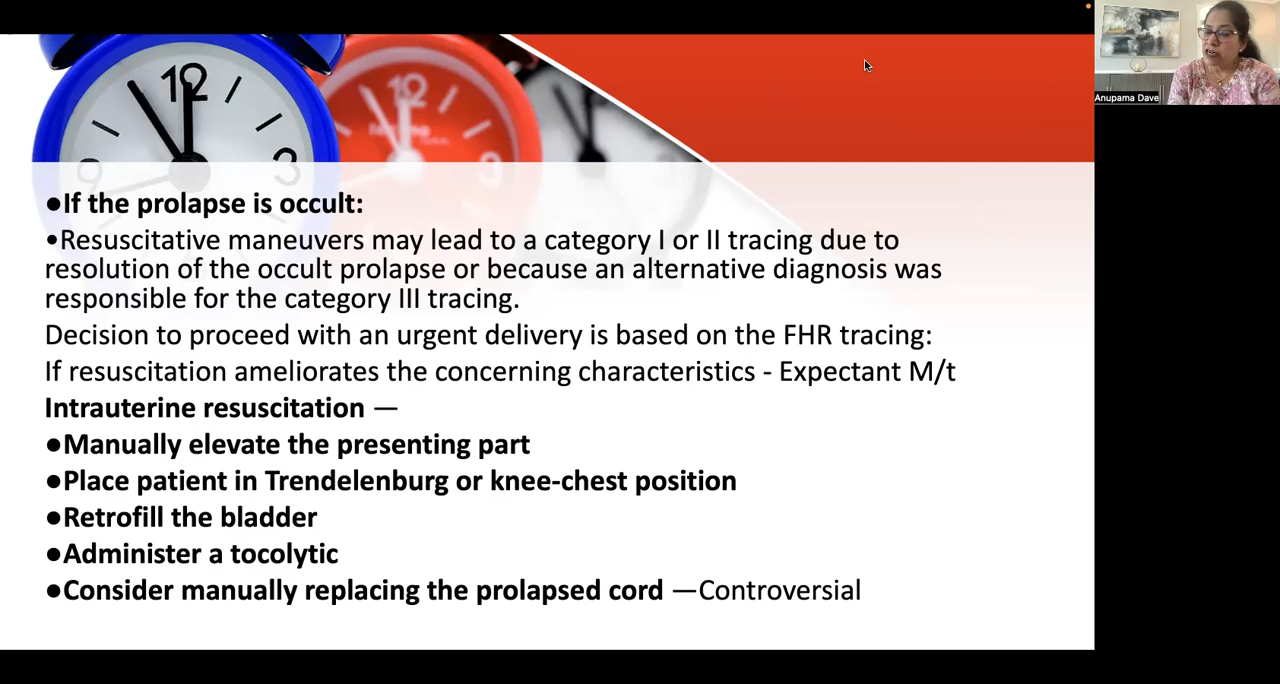 Anupama Dave
12
12
3
9
●If the prolapse is occult:
•Resuscitative maneuvers may lead to a category I or II tracing due to
resolution of the occult prolapse or because an alternative diagnosis was
responsible for the category III tracing.
Decision to proceed with an urgent delivery is based on the FHR tracing:
If resuscitation ameliorates the concerning characteristics - Expectant M/t
Intrauterine resuscitation —
●Manually elevate the presenting part
●Place patient in Trendelenburg or knee-chest position
●Retrofill the bladder
●Administer a tocolytic
●Consider manually replacing the prolapsed cord —Controversial